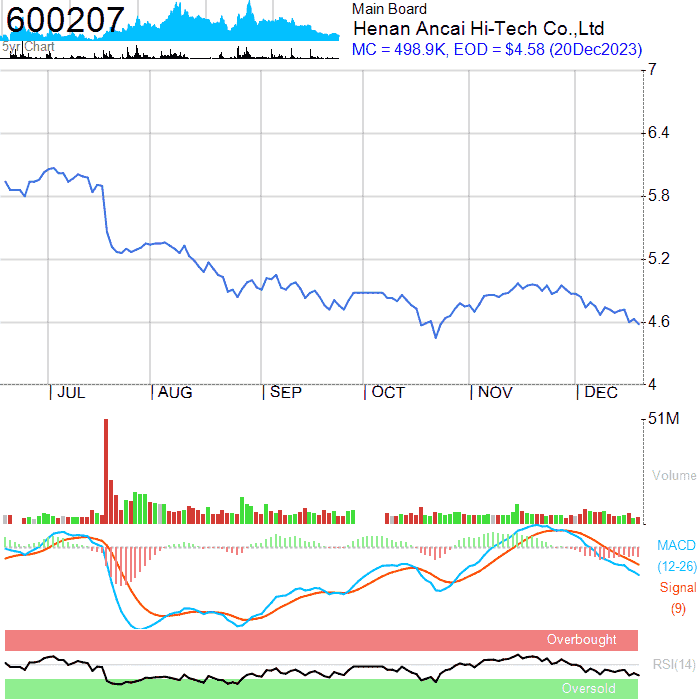 600207
5yr Chart
Main Board
Henan Ancai Hi-Tech Co.,Ltd
MC = 498.9K, EOD = $4.58 (20Dec2023)
7
6.4
5.8
5.2
4.6
4
JUL AUG SEP OCT NOV DEC
51M
Volume
MACD
(12-26)
Signal
(9)
Overbought
RSI(14)
Oversold